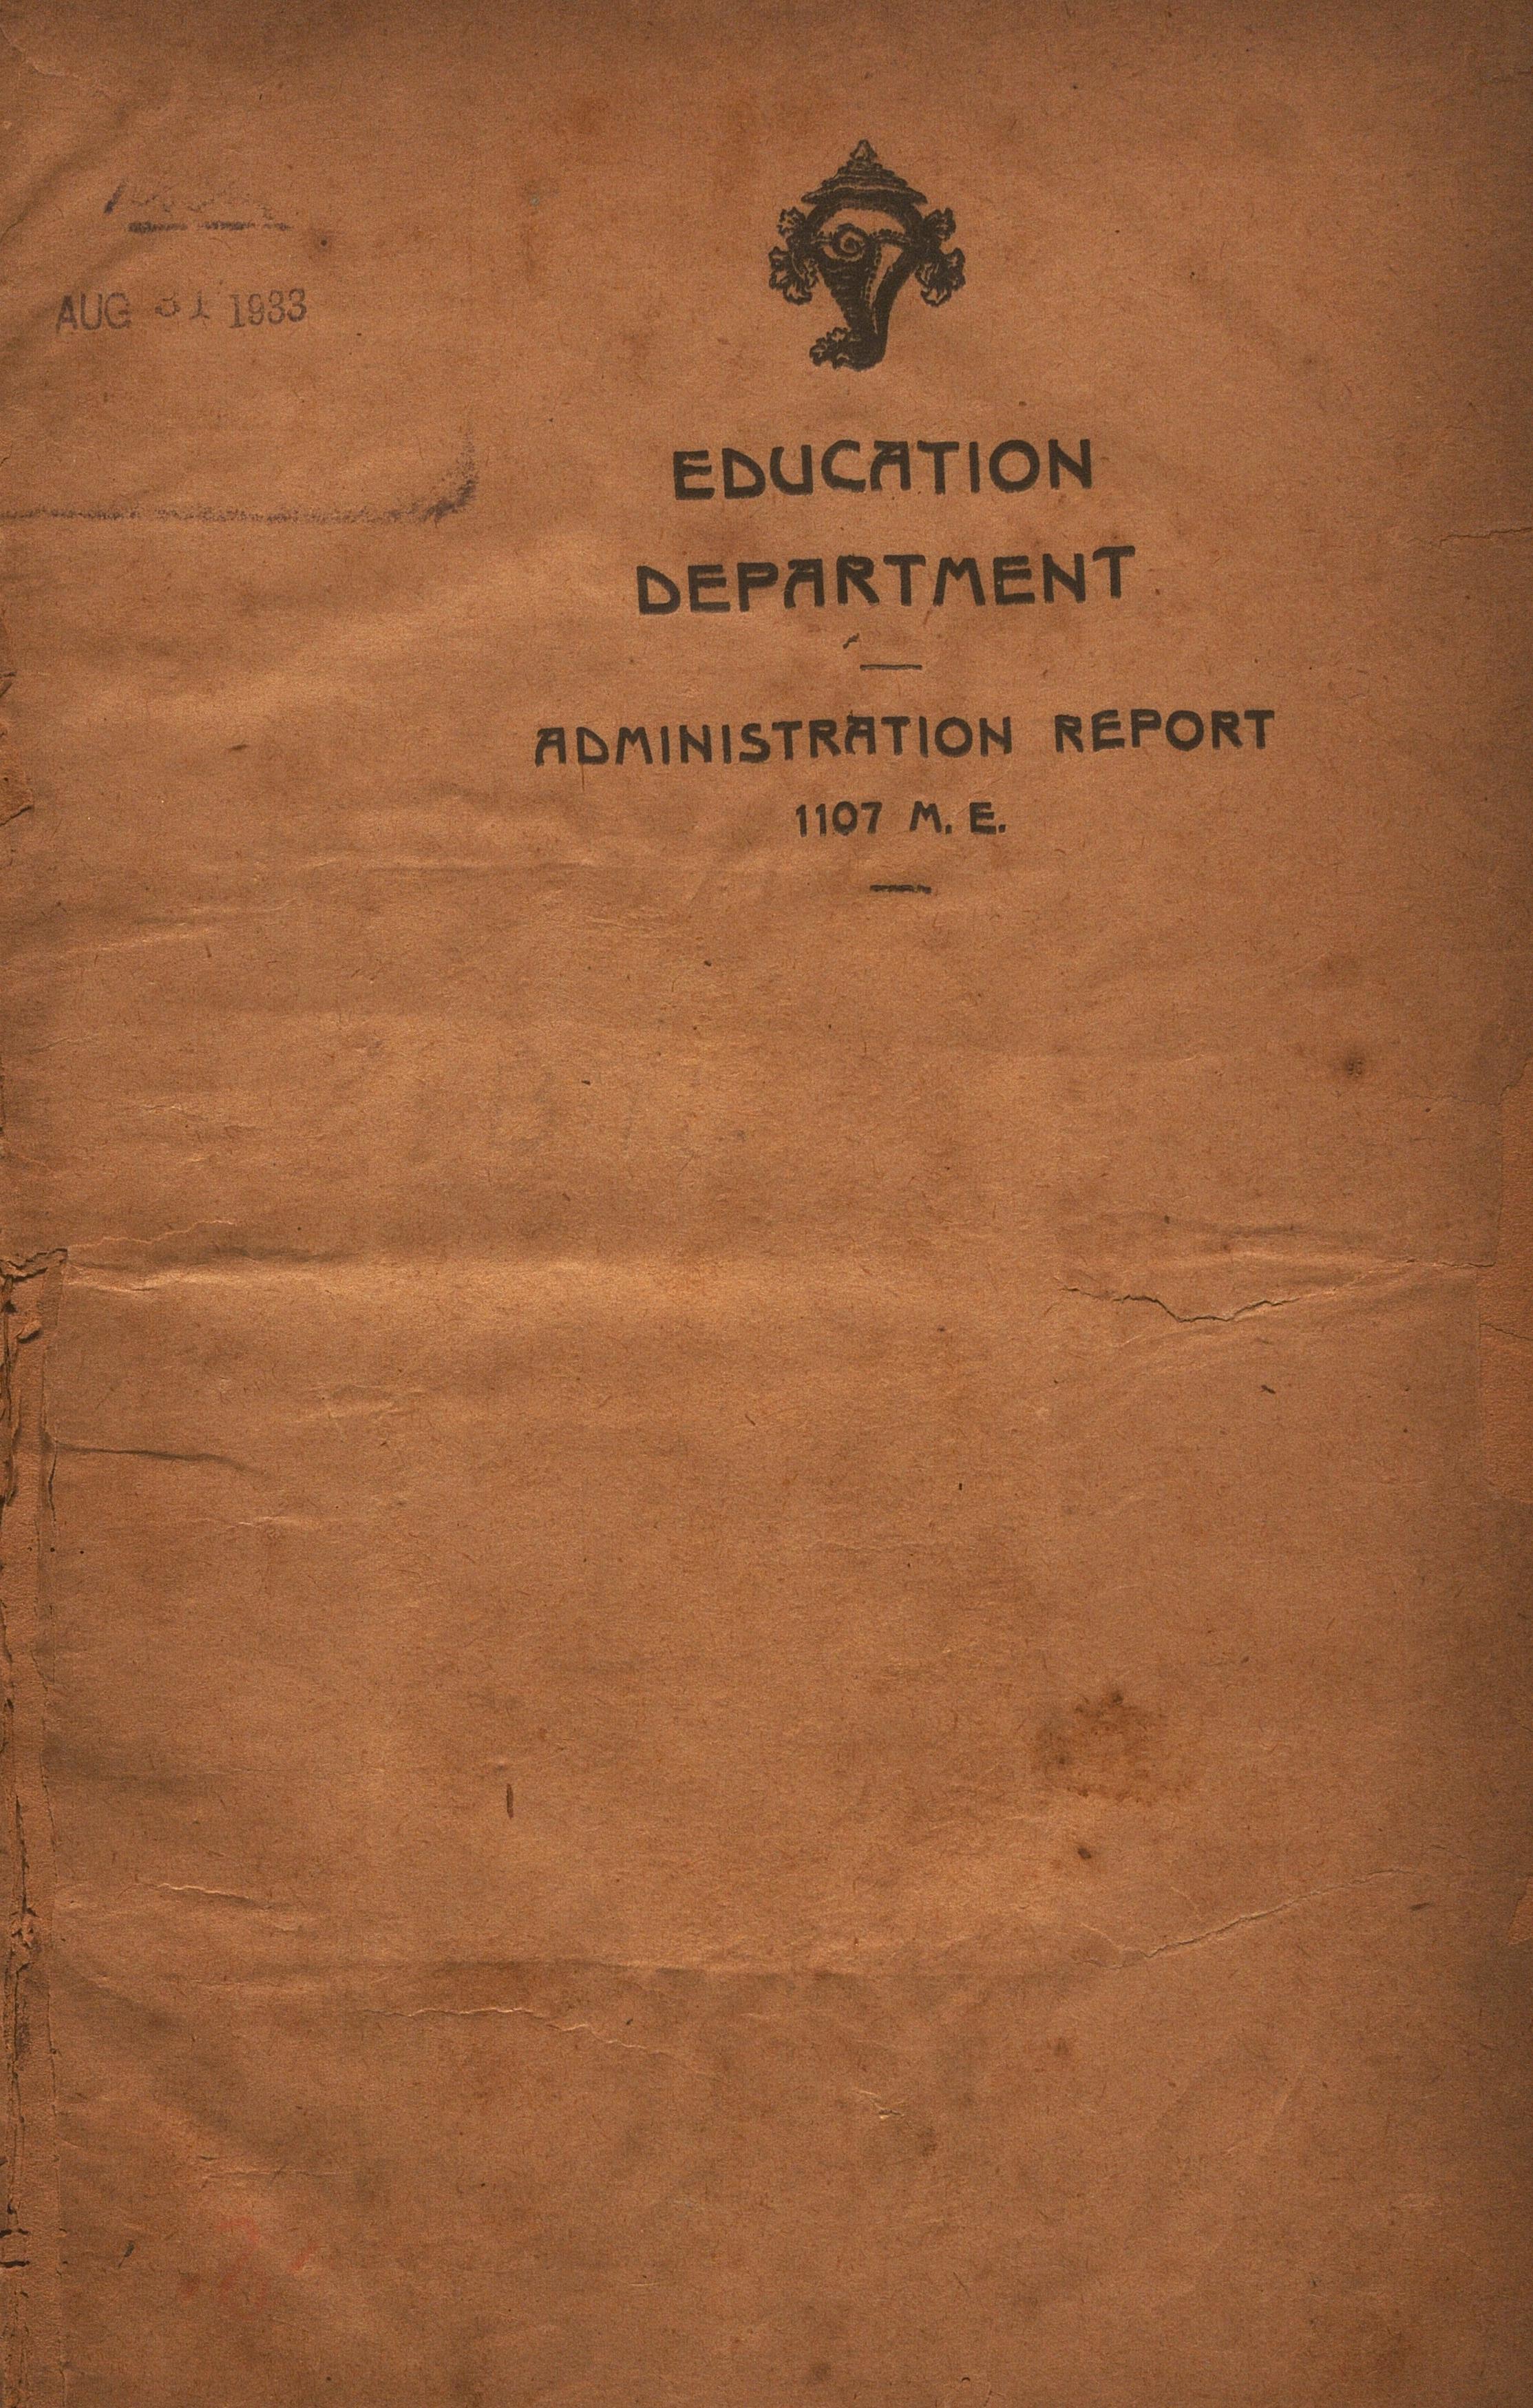 AUG 31 1933
EDUCATION
DEPARTMENT
ADMINISTRATION REPORT
1107 M. E.